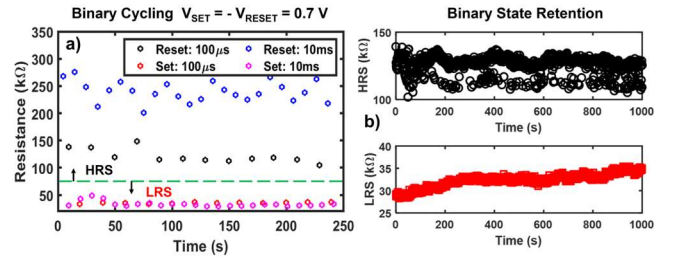 Binary Cycling V_SET = - V_RESET = 0.7 V
a)
Reset: 100μs
Reset: 10ms
Set: 100μs
Set: 10ms
Resistance (kΩ)
350
300
250
200
150
100
50
HRS
LRS
0 50 100 150 200 250
Time (s)
Binary State Retention
HRS (kΩ)
150
100
0 200 400 600 800 1000
Time (s)
b)
LRS (kΩ)
40
35
30
25
0 200 400 600 800 1000
Time (s)